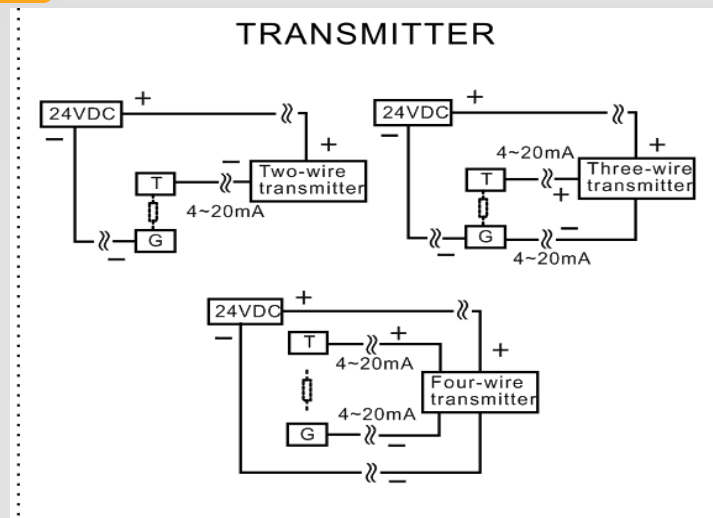 TRANSMITTER
24VDC
+
−
T
−
+
Two-wire
transmitter
4~20mA
G
−
24VDC
+
−
4~20mA
+
T
+
Three-wire
transmitter
G
−
−
4~20mA
24VDC
+
−
T
+
4~20mA
+
Four-wire
transmitter
4~20mA
G
−
−